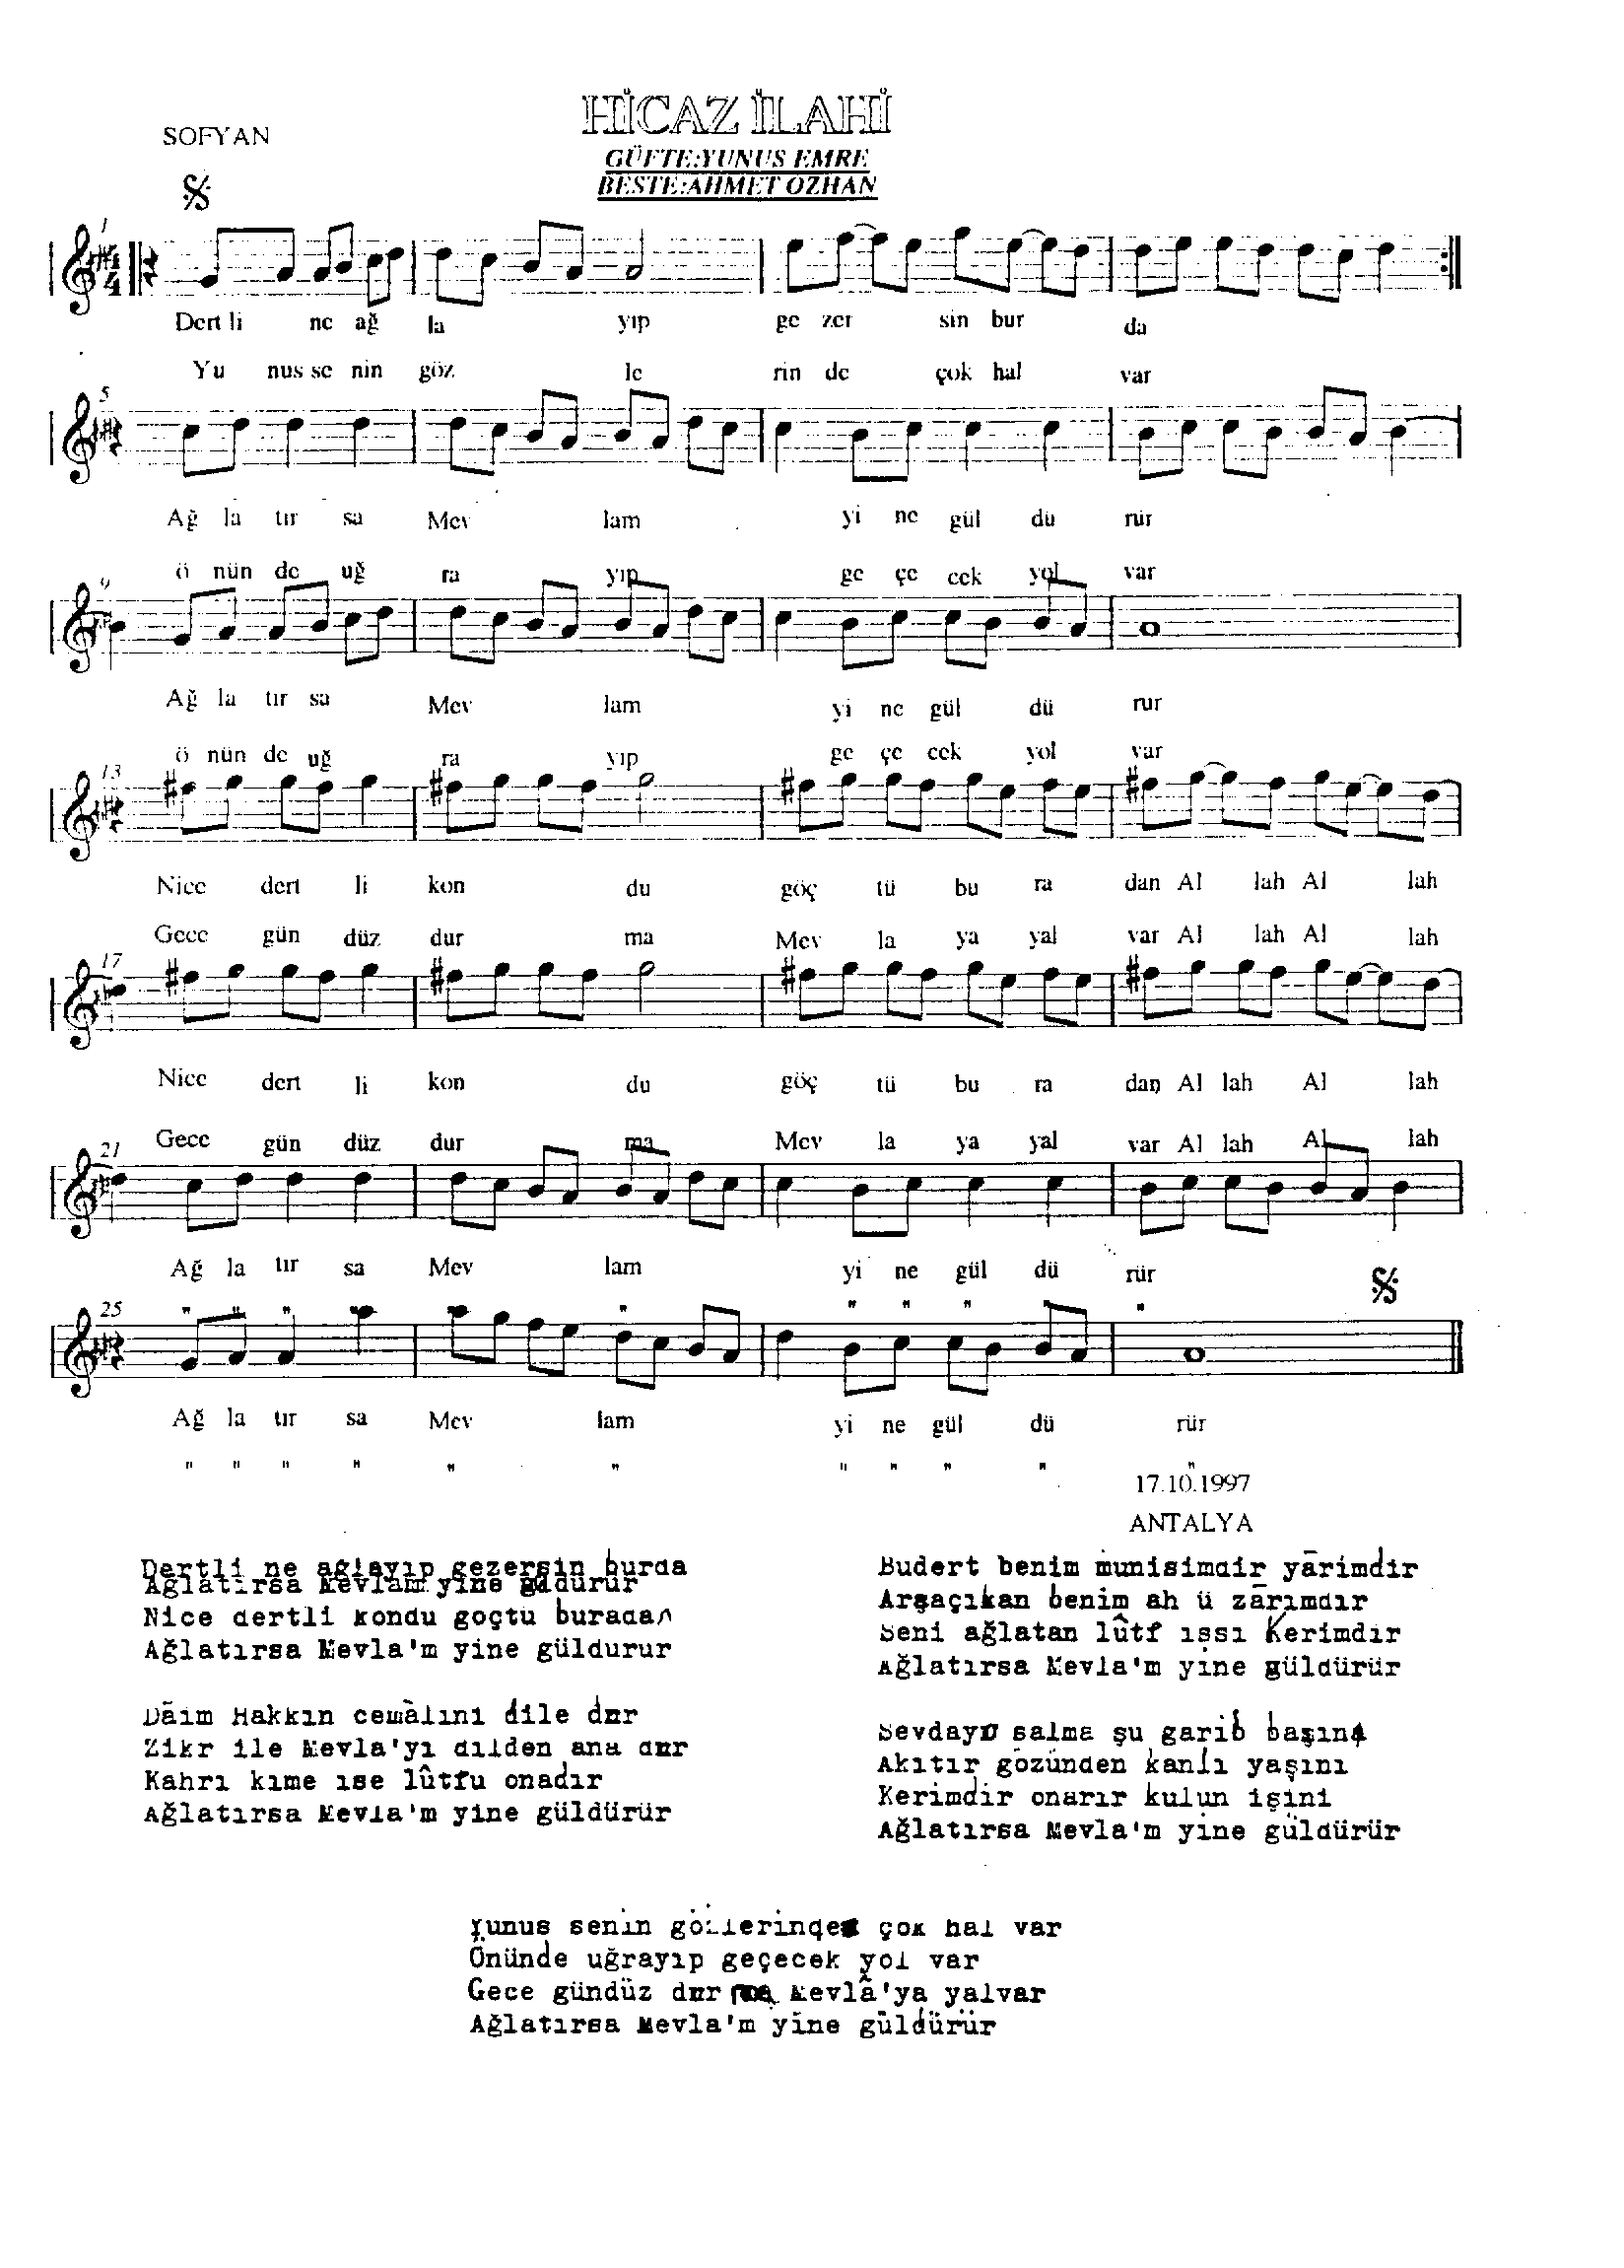 HİCAZ İLAHİ
SOFYAN
GÜFTE:YUNUS EMRE
BESTE:AHMET OZHAN
1
4
4
Dert li ne ağ la yıp ge zer sin bur da
Yu nus se nin göz le rin de çok hal var
5
Ağ la tır sa Mev lam yi ne gül dü rür
ö nün de uğ ra yıp ge çe cek yol var
9
Ağ la tır sa Mev lam yi ne gül dü rur
ö nün de uğ ra yıp ge çe cek yol var
13
Nice dert li kon du göç tü bu ra dan Al lah Al lah
Gece gün düz dur ma Mev la ya yal var Al lah Al lah
17
Nice dert li kon du göç tü bu ra dan Al lah Al lah
Gece gün düz dur ma Mev la ya yal var Al lah Al lah
21
Ağ la tır sa Mev lam yi ne gül dü rür
" " " " " " " " " " "
25
Ağ la tır sa Mev lam yi ne gül dü rür
" " " " " " " " " " "
17.10.1997
ANTALYA
Dertli ne ağlayıp gezersin burda
Ağlatırsa Mevlam yine güldürür
Nice dertli kondu göçtü buradan
Ağlatırsa Mevla'm yine güldurur
Dâim Hakkın cemâlini dile dur
Zikr ile Mevla'yı dilden ana dur
Kahrı kime ise lûtfu onadır
Ağlatırsa Mevla'm yine güldürür
Budert benim munisimdir yârimdir
Arşaçıkan benim ah ü zârımdır
Seni ağlatan lûtf ıssı Kerimdir
Ağlatırsa Mevla'm yine güldürür
Sevdayı salma şu garib başına
Akıtır gözünden kanlı yaşını
Kerimdir onarır kulun işini
Ağlatırsa Mevla'm yine güldürür
Yunus senin gözlerinde çok hal var
Önünde uğrayıp geçecek yol var
Gece gündüz durma Mevlâ'ya yalvar
Ağlatırsa Mevla'm yine güldürür